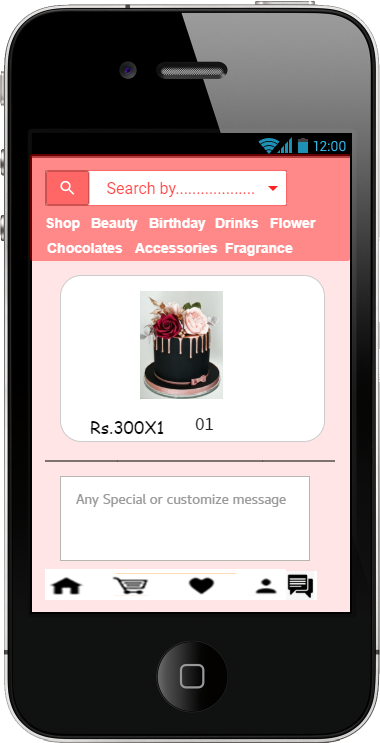 12:00
Search by...................
Shop Beauty Birthday Drinks Flower
Chocolates Accessories Fragrance
Rs.300X1 01
Any Special or customize message